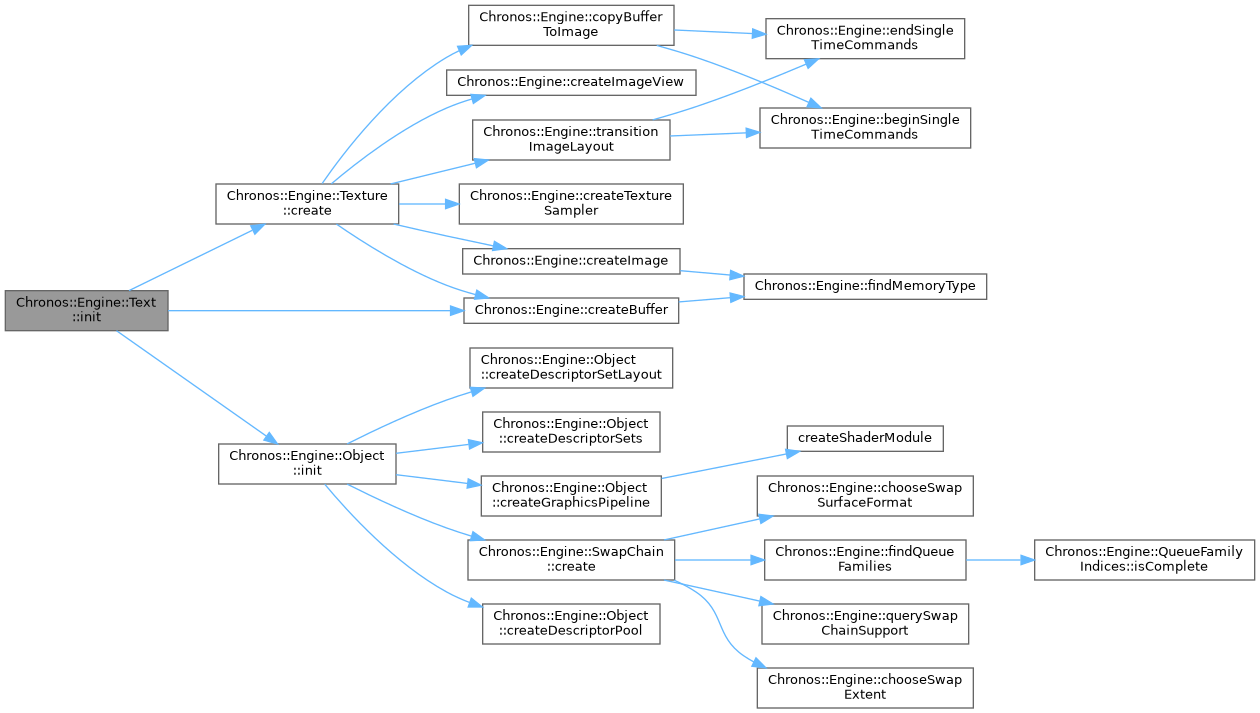 Chronos::Engine::Text
::init
Chronos::Engine::Texture
::create
Chronos::Engine::copyBuffer
ToImage
Chronos::Engine::endSingle
TimeCommands
Chronos::Engine::beginSingle
TimeCommands
Chronos::Engine::createImageView
Chronos::Engine::transition
ImageLayout
Chronos::Engine::createTexture
Sampler
Chronos::Engine::createImage
Chronos::Engine::findMemoryType
Chronos::Engine::createBuffer
Chronos::Engine::Object
::init
Chronos::Engine::Object
::createDescriptorSetLayout
Chronos::Engine::Object
::createDescriptorSets
Chronos::Engine::Object
::createGraphicsPipeline
createShaderModule
Chronos::Engine::SwapChain
::create
Chronos::Engine::chooseSwap
SurfaceFormat
Chronos::Engine::findQueue
Families
Chronos::Engine::QueueFamily
Indices::isComplete
Chronos::Engine::querySwap
ChainSupport
Chronos::Engine::chooseSwap
Extent
Chronos::Engine::Object
::createDescriptorPool